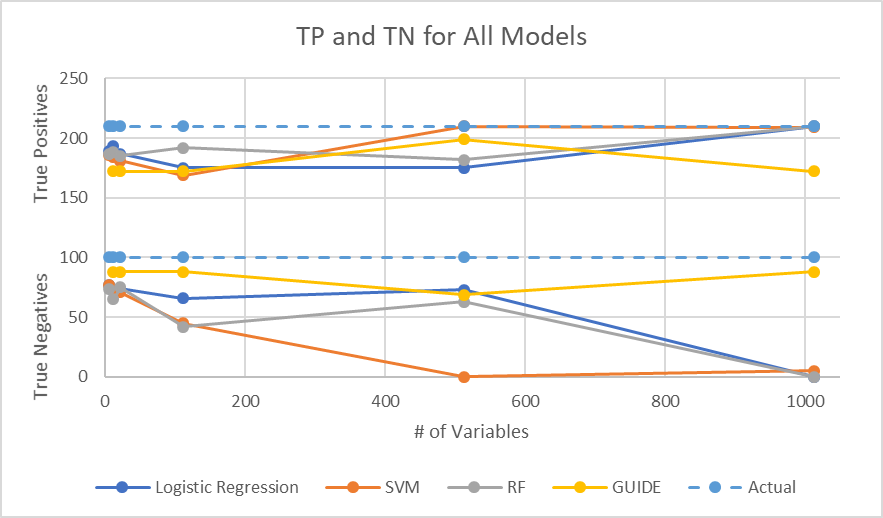 TP and TN for All Models
True Positives
True Negatives
250
200
150
100
50
0
0 200 400 600 800 1000
# of Variables
Logistic Regression SVM RF GUIDE Actual